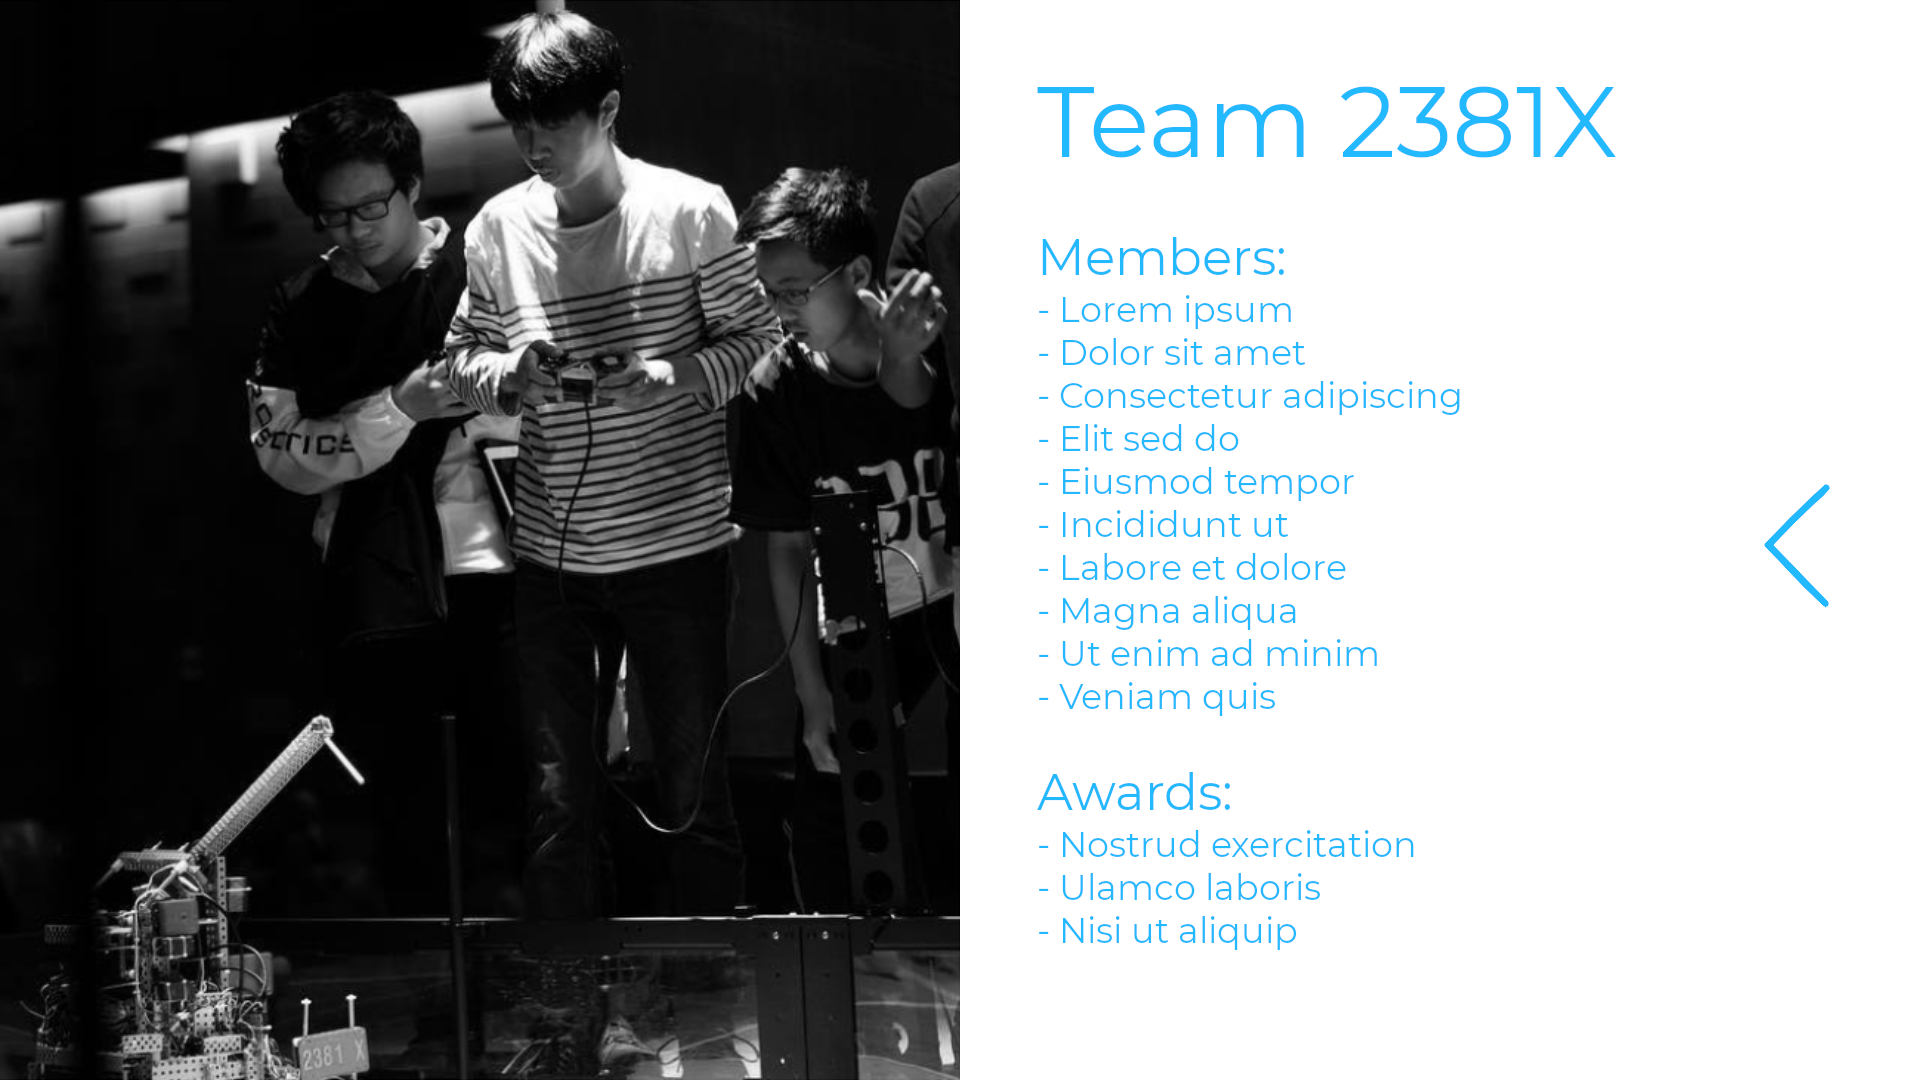 Team 2381X
Members:
- Lorem ipsum
- Dolor sit amet
- Consectetur adipiscing
- Elit sed do
- Eiusmod tempor
- Incididunt ut
- Labore et dolore
- Magna aliqua
- Ut enim ad minim
- Veniam quis
Awards:
- Nostrud exercitation
- Ulamco laboris
- Nisi ut aliquip
2381 X